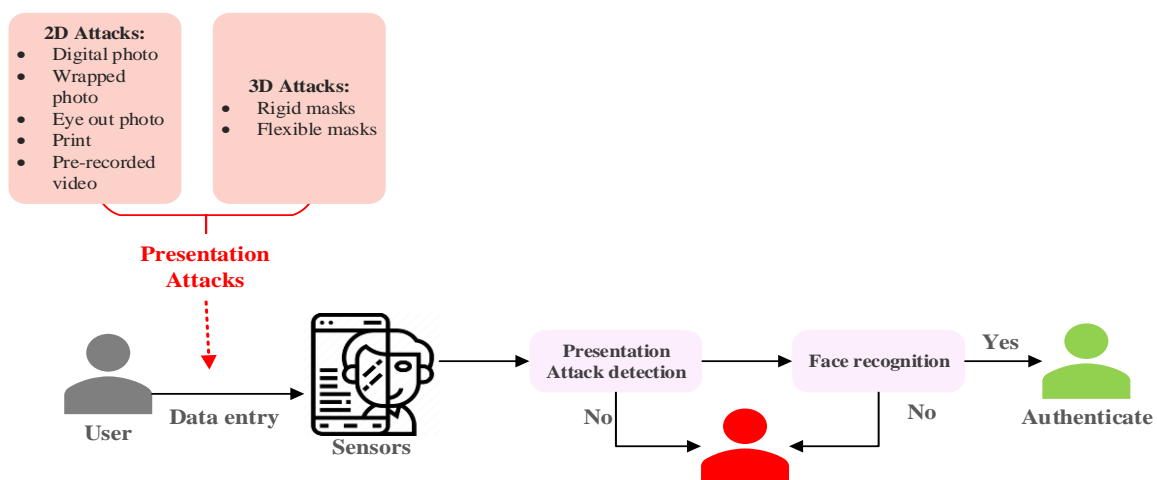 2D Attacks:
• Digital photo
• Wrapped
photo
• Eye out photo
• Print
• Pre-recorded
video
3D Attacks:
• Rigid masks
• Flexible masks
Presentation
Attacks
User
Data entry
Sensors
Presentation
Attack detection
No
Face recognition
Yes
No
Authenticate